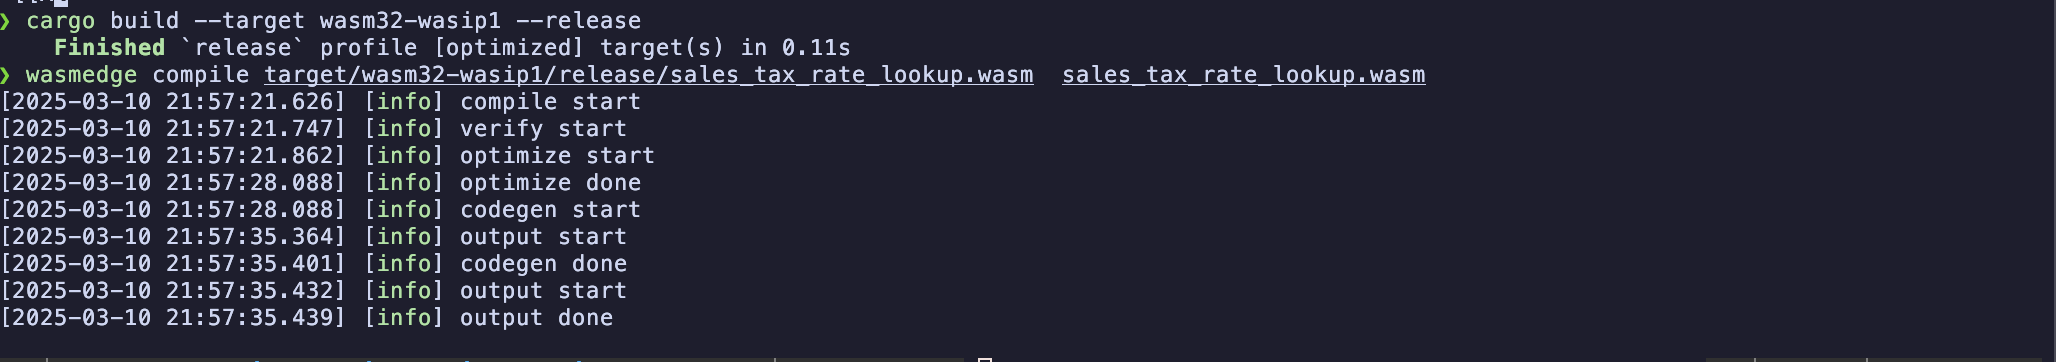 ❯ cargo build --target wasm32-wasip1 --release
    Finished `release` profile [optimized] target(s) in 0.11s
❯ wasmedge compile target/wasm32-wasip1/release/sales_tax_rate_lookup.wasm  sales_tax_rate_lookup.wasm
[2025-03-10 21:57:21.626] [info] compile start
[2025-03-10 21:57:21.747] [info] verify start
[2025-03-10 21:57:21.862] [info] optimize start
[2025-03-10 21:57:28.088] [info] optimize done
[2025-03-10 21:57:28.088] [info] codegen start
[2025-03-10 21:57:35.364] [info] output start
[2025-03-10 21:57:35.401] [info] codegen done
[2025-03-10 21:57:35.432] [info] output start
[2025-03-10 21:57:35.439] [info] output done